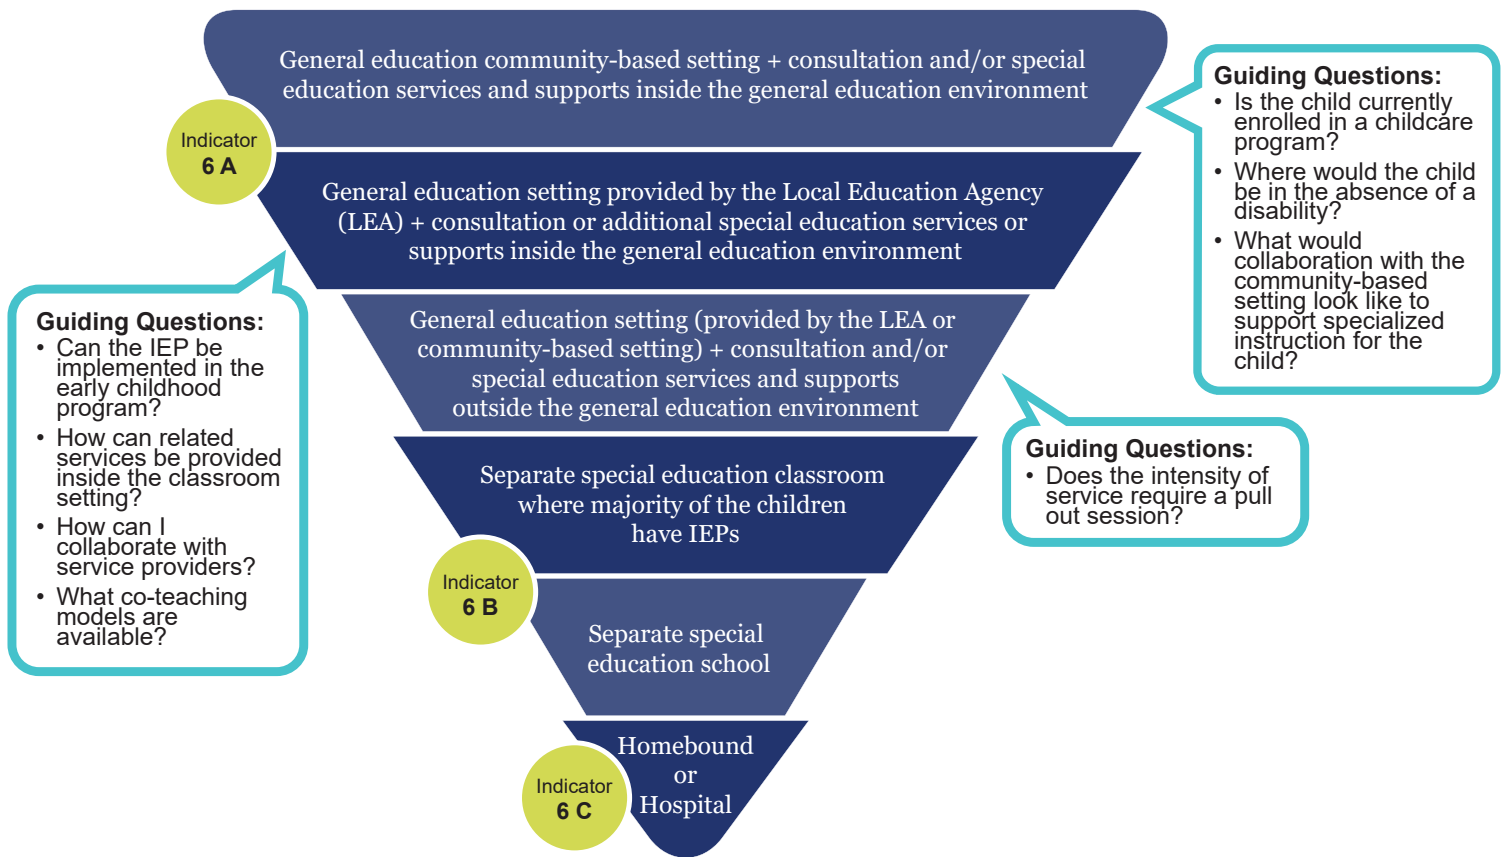 General education community-based setting + consultation and/or special
education services and supports inside the general education environment
Indicator
6 A
General education setting provided by the Local Education Agency
(LEA) + consultation or additional special education services or
supports inside the general education environment
General education setting (provided by the LEA or
community-based setting) + consultation and/or
special education services and supports
outside the general education environment
Separate special education classroom
where majority of the children
have IEPs
Indicator
6 B
Separate special
education school
Indicator
6 C
Homebound
or
Hospital
Guiding Questions:
• Is the child currently
enrolled in a childcare
program?
• Where would the child
be in the absence of a
disability?
• What would
collaboration with the
community-based
setting look like to
support specialized
instruction for the
child?
Guiding Questions:
• Can the IEP be
implemented in the
early childhood
program?
• How can related
services be provided
inside the classroom
setting?
• How can I
collaborate with
service providers?
• What co-teaching
models are
available?
Guiding Questions:
• Does the intensity of
service require a pull
out session?